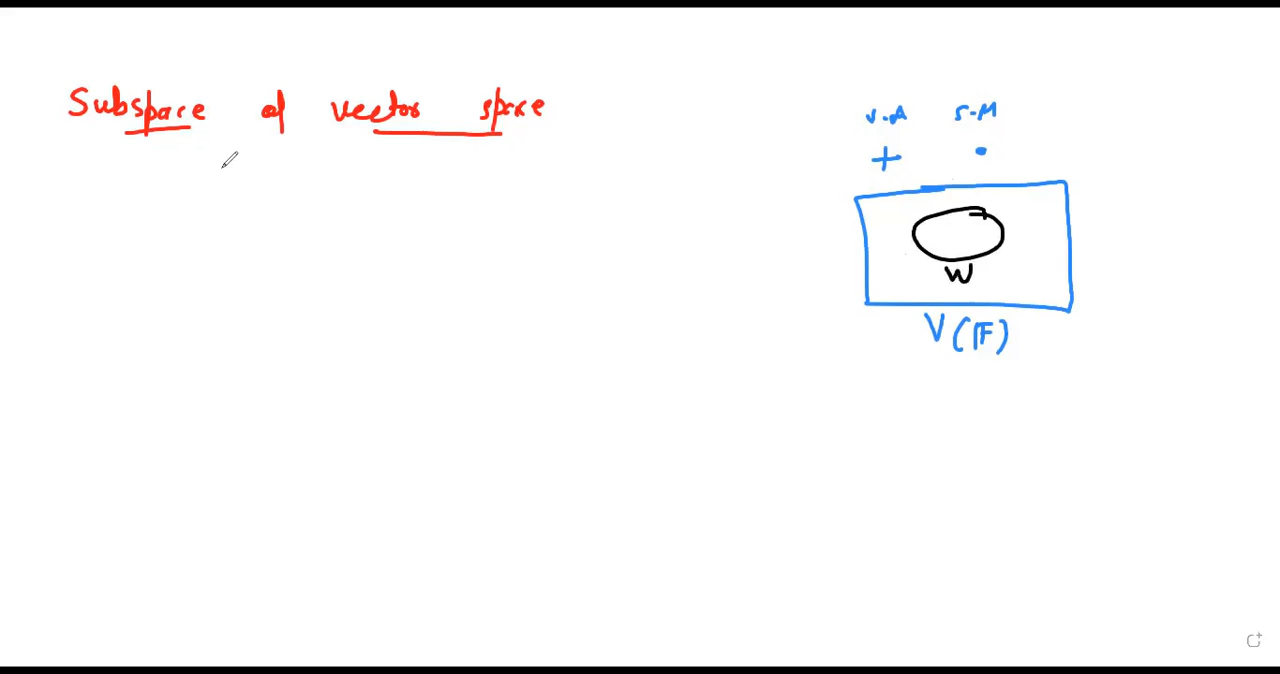 Subspace of vector space
V.A S.M
+ •
W
V(F)